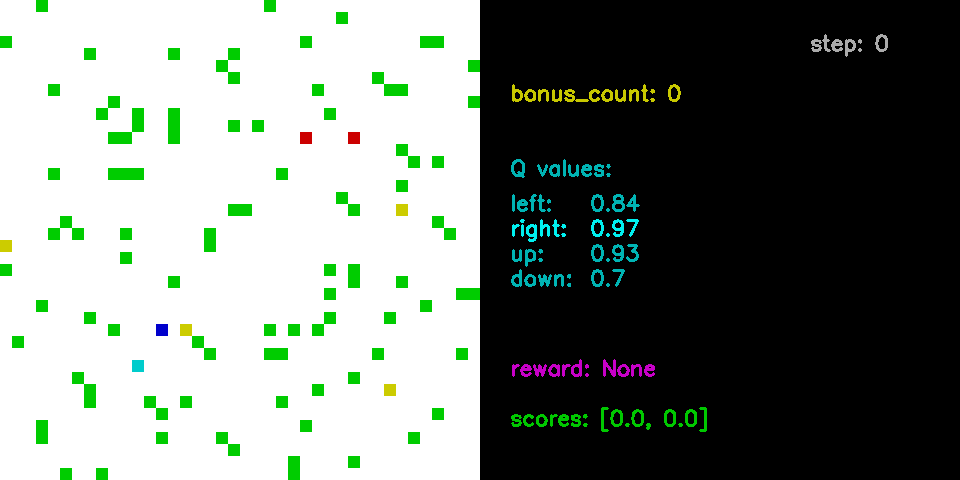 step: 0
bonus_count: 0
Q values:
left: 0.84
right: 0.97
up: 0.93
down: 0.7
reward: None
scores: [0.0, 0.0]